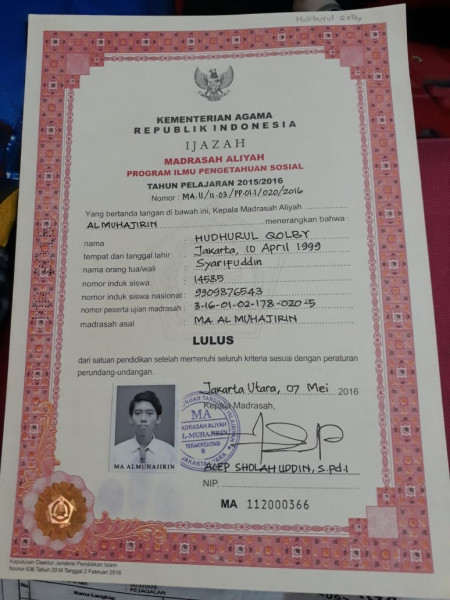 Hudhurul Qolby
KEMENTERIAN AGAMA
REPUBLIK INDONESIA
IJAZAH
MADRASAH ALIYAH
PROGRAM ILMU PENGETAHUAN SOSIAL
TAHUN PELAJARAN 2015/2016
Nomor : MA.11/11-03/PP-01.1/020/2016
Yang bertanda tangan di bawah ini, Kepala Madrasah Aliyah
AL MUHAJIRIN menerangkan bahwa :
nama : HUDHURUL QOLBY
tempat dan tanggal lahir : Jakarta, 10 April 1999
nama orang tua/wali : Syarifuddin
nomor induk siswa : 14585
nomor induk siswa nasional : 9909876543
nomor peserta ujian madrasah : 3-16-01-02-178-020-5
madrasah asal : MA. AL MUHAJIRIN
LULUS
dari satuan pendidikan setelah memenuhi seluruh kriteria sesuai dengan peraturan
perundang-undangan.
Jakarta Utara, 07 Mei 2016
Kepala Madrasah,
MA
MADRASAH ALIYAH
AL-MUHAJIRIN
TERAKREDITASI
B
JAKARTA UTARA
MA ALMUHAJIRIN
ACEP SHOLAHUDDIN, S.Pd.I
NIP.
MA 112000366
Keputusan Direktur Jenderal Pendidikan Islam
Nomor 536 Tahun 2016 Tanggal 2 Februari 2016
PEJAGALAN